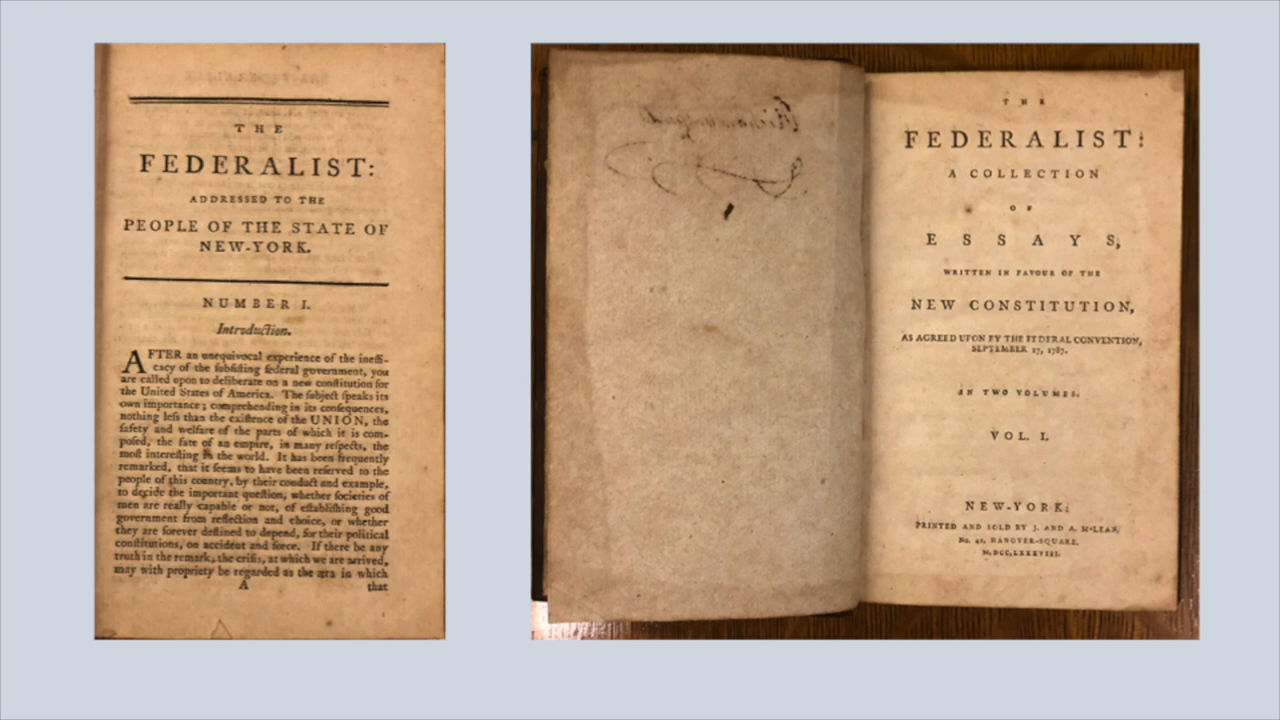 THE
FEDERALIST:
ADDRESSED TO THE
PEOPLE OF THE STATE OF
NEW-YORK.
NUMBER I.
Introduction.
AFTER an unequivocal experience of the ineffi-
cacy of the ſubſiſting federal government, you
are called upon to deliberate on a new conſtitution for
the United States of America. The ſubject ſpeaks its
own importance; comprehending in its conſequences,
nothing leſs than the exiſtence of the UNION, the
ſafety and welfare of the parts of which it is com-
poſed, the fate of an empire, in many reſpects, the
moſt intereſting in the world. It has been frequently
remarked, that it ſeems to have been reſerved to the
people of this country, by their conduct and example,
to decide the important queſtion, whether ſocieties of
men are really capable or not, of eſtabliſhing good
government from reflection and choice, or whether
they are forever deſtined to depend, for their political
conſtitutions, on accident and force. If there be any
truth in the remark, the criſis, at which we are arrived,
may with propriety be regarded as the æra in which
A that
THE
FEDERALIST:
A COLLECTION
OF
ESSAYS,
WRITTEN IN FAVOUR OF THE
NEW CONSTITUTION,
AS AGREED UPON BY THE FEDERAL CONVENTION,
SEPTEMBER 17, 1787.
IN TWO VOLUMES.
VOL. I.
NEW-YORK:
PRINTED AND SOLD BY J. AND A. M'LEAN,
No. 41, HANOVER-SQUARE.
M,DCC,LXXXVIII.